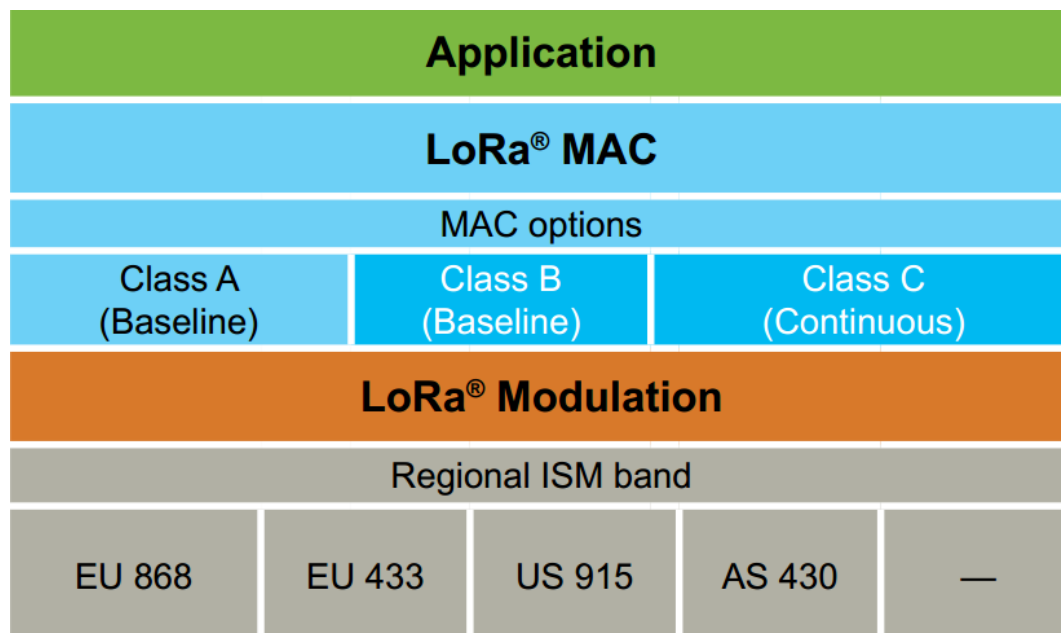 Application
LoRa® MAC
MAC options
Class A
(Baseline)
Class B
(Baseline)
Class C
(Continuous)
LoRa® Modulation
Regional ISM band
EU 868
EU 433
US 915
AS 430
—